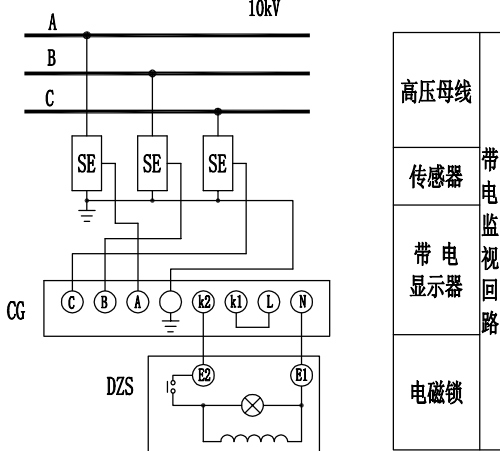 10kV
A
B
C
SE SE SE
CG
C B A k2 k1 L N
DZS
E2 E1
高压母线
传感器
带 电
显示器
电磁锁
带
电
监
视
回
路